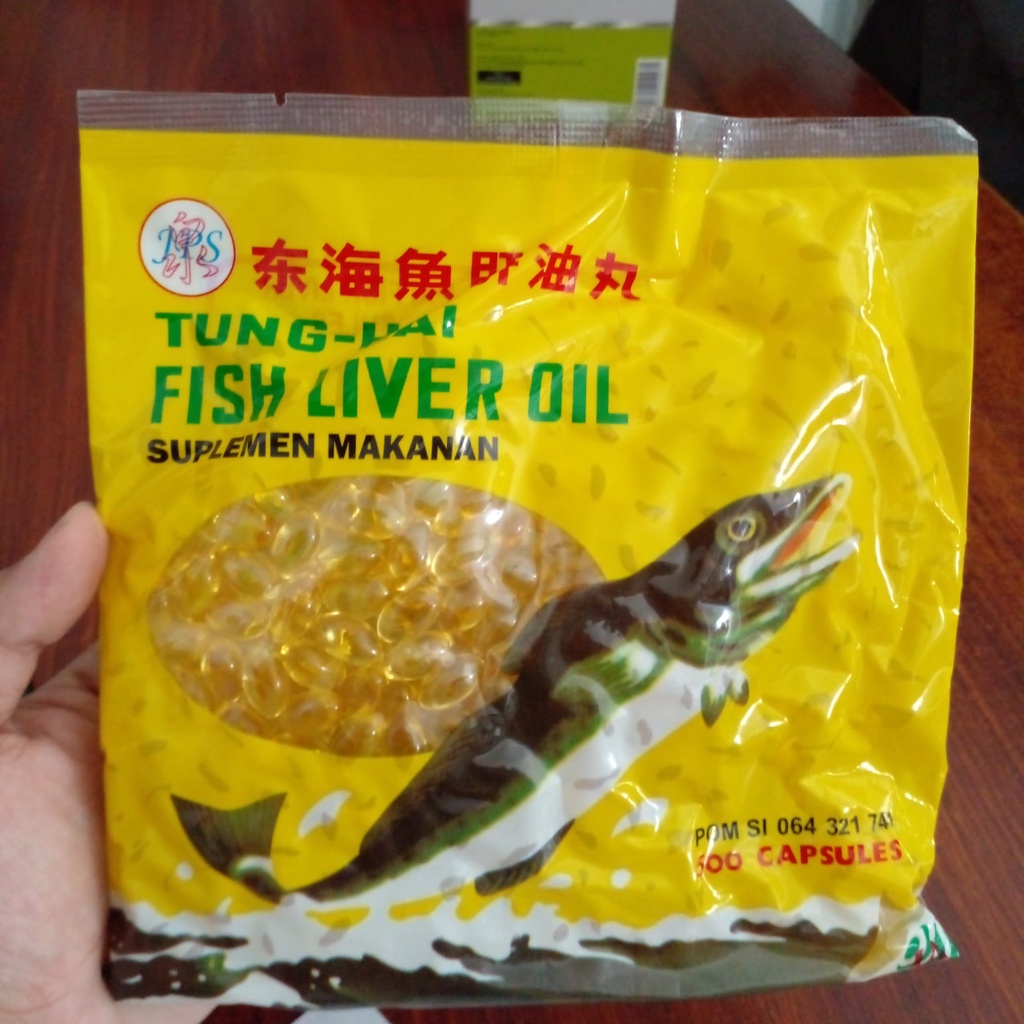 JPS
东海魚肝油丸
TUNG-HAI
FISH LIVER OIL
SUPLEMEN MAKANAN
POM SI 064 321 741
500 CAPSULES